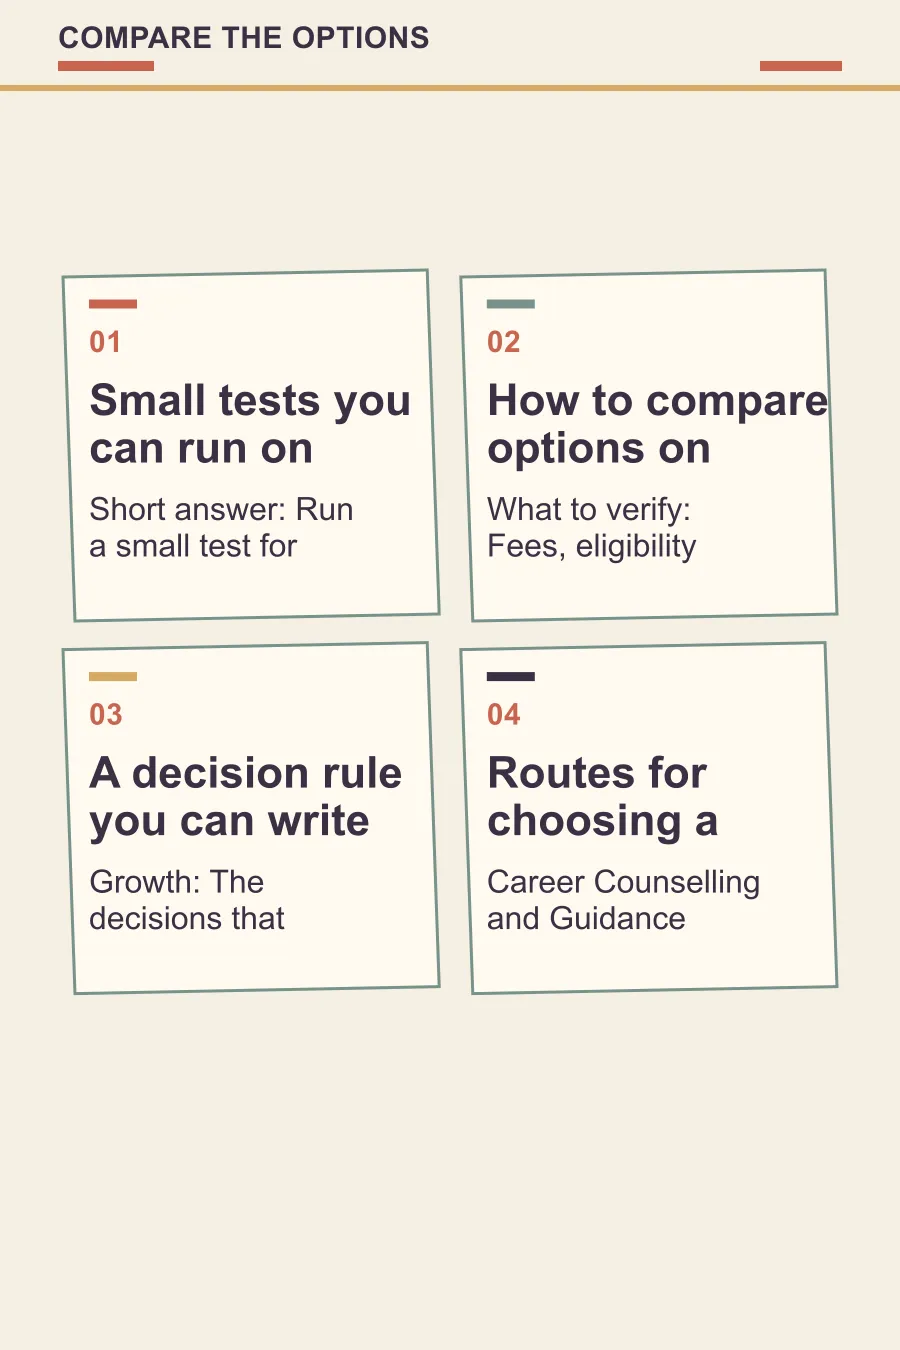 COMPARE THE OPTIONS
01
Small tests you
can run on
Short answer: Run
a small test for
02
How to compare
options on
What to verify:
Fees, eligibility
03
A decision rule
you can write
Growth: The
decisions that
04
Routes for
choosing a
Career Counselling
and Guidance